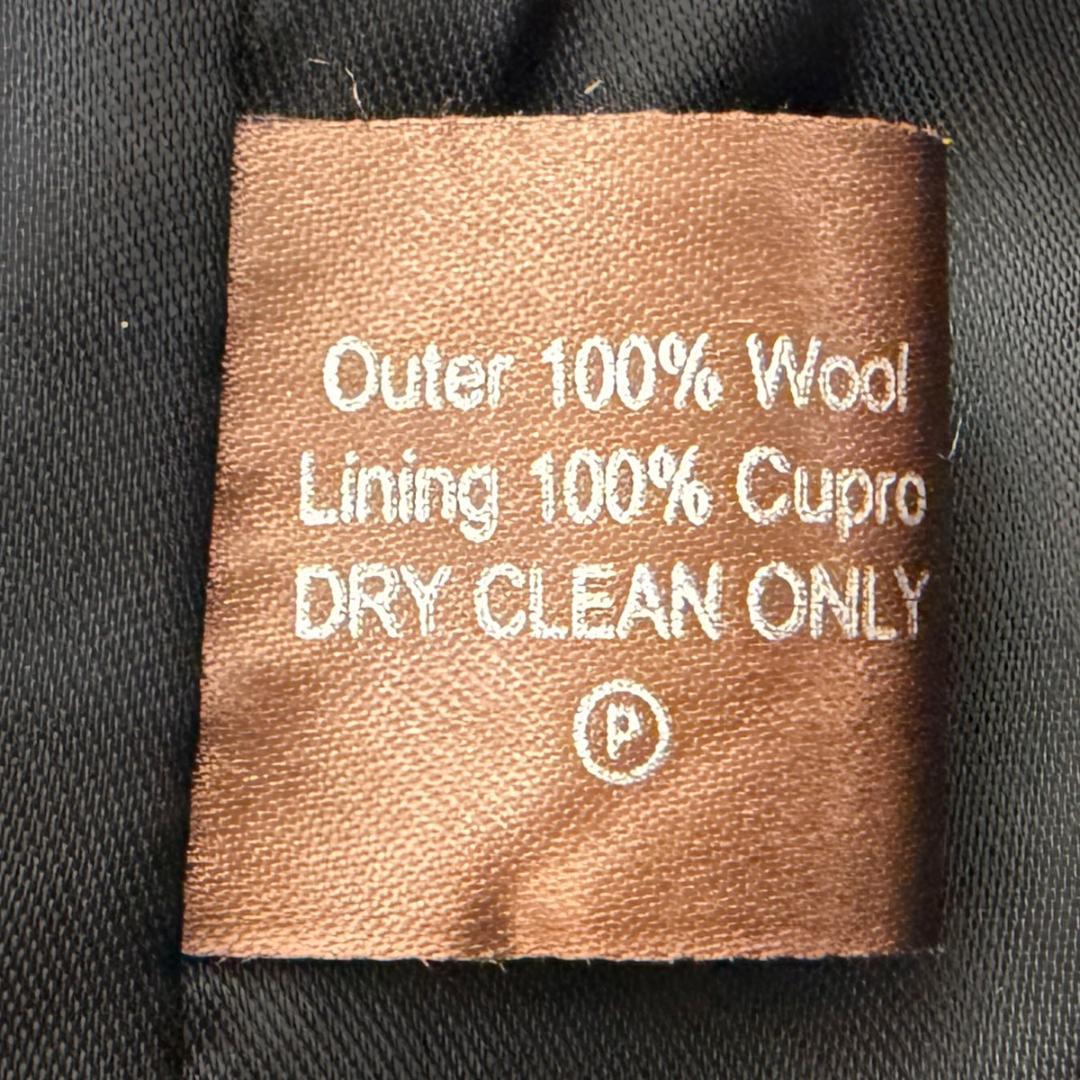 Outer 100% Wool
Lining 100% Cupro
DRY CLEAN ONLY
P